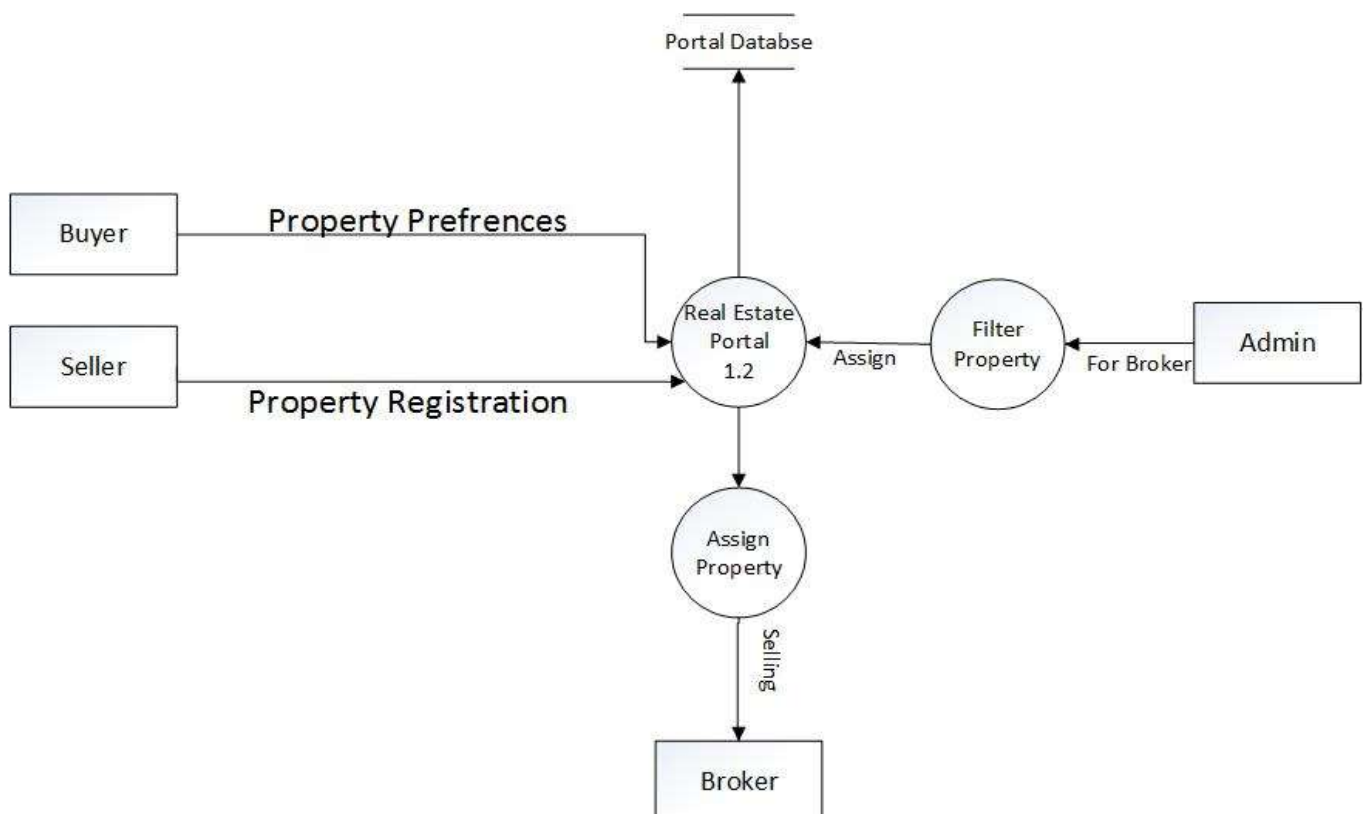 Portal Databse
Buyer
Property Prefrences
Seller
Property Registration
Real Estate
Portal
1.2
Assign
Filter
Property
For Broker
Admin
Assign
Property
Selling
Broker